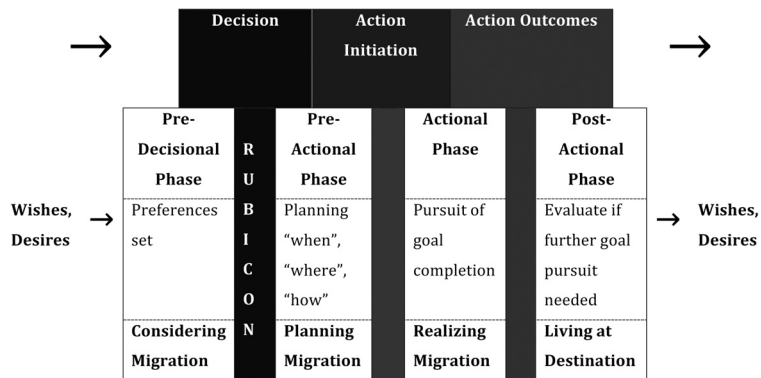 Decision
Action
Initiation
Action Outcomes
Wishes,
Desires
Pre-
Decisional
Phase
Preferences
set
Considering
Migration
RUBICON
Pre-
Actional
Phase
Planning
“when”,
“where”,
“how”
Planning
Migration
Actional
Phase
Pursuit of
goal
completion
Realizing
Migration
Post-
Actional
Phase
Evaluate if
further goal
pursuit
needed
Living at
Destination
Wishes,
Desires